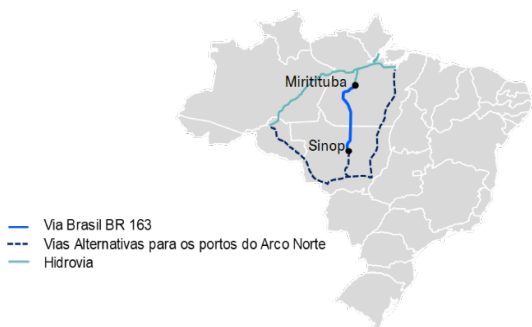 Miritituba
Sinop
Via Brasil BR 163
Vias Alternativas para os portos do Arco Norte
Hidrovia